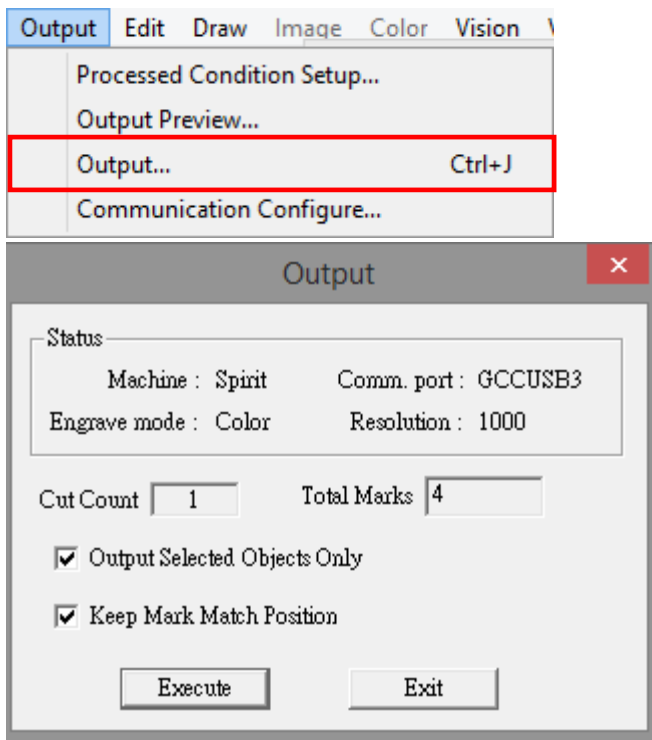 Output Edit Draw Image Color Vision
Processed Condition Setup...
Output Preview...
Output... Ctrl+J
Communication Configure...
Output
Status
Machine : Spirit Comm. port : GCCUSB3
Engrave mode : Color Resolution : 1000
Cut Count 1 Total Marks 4
Output Selected Objects Only
Keep Mark Match Position
Execute Exit